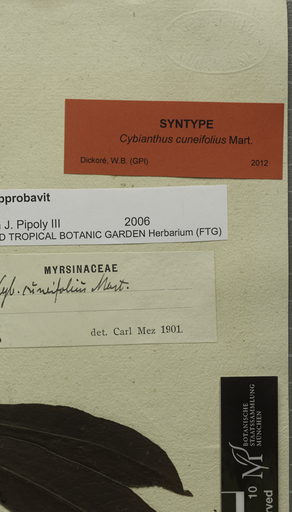 SYNTYPE
Cybianthus cuneifolius Mart.
Dickoré, W.B. (GPI) 2012
pprobavit
J. Pipoly III 2006
D TROPICAL BOTANIC GARDEN Herbarium (FTG)
MYRSINACEAE
Cyb. cuneifolius Mart.
det. Carl Mez 1901.
BOTANISCHE
STAATSSAMMLUNG
MÜNCHEN
M
10
rved